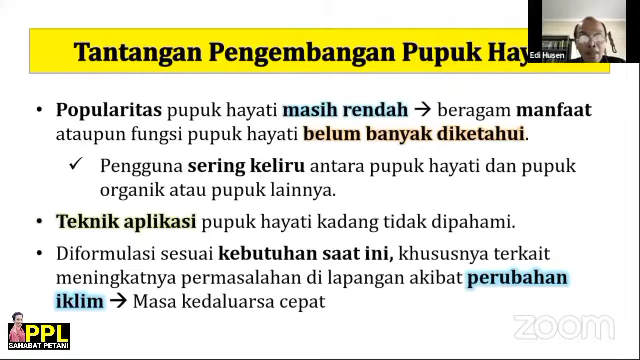 Tantangan Pengembangan Pupuk Hay
Edi Husen
• Popularitas pupuk hayati masih rendah → beragam manfaat
ataupun fungsi pupuk hayati belum banyak diketahui.
✓ Pengguna sering keliru antara pupuk hayati dan pupuk
organik atau pupuk lainnya.
• Teknik aplikasi pupuk hayati kadang tidak dipahami.
• Diformulasi sesuai kebutuhan saat ini, khususnya terkait
meningkatnya permasalahan di lapangan akibat perubahan
iklim → Masa kedaluarsa cepat
PPL
SAHABAT PETANI
zoom